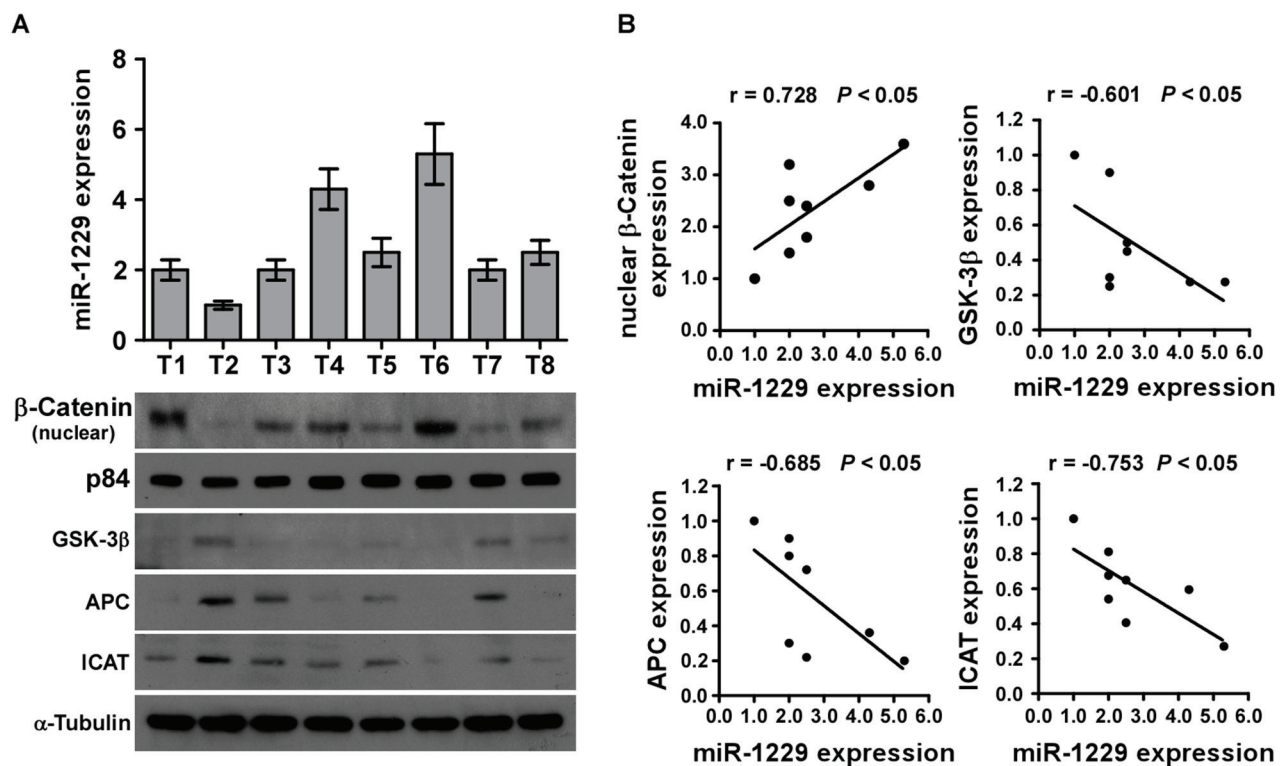 A
miR-1229 expression
8
6
4
2
0
T1 T2 T3 T4 T5 T6 T7 T8
β-Catenin
(nuclear)
p84
GSK-3β
APC
ICAT
α-Tubulin
B
r = 0.728 P < 0.05
nuclear β-Catenin
expression
4.0
3.0
2.0
1.0
0.0
0.0 1.0 2.0 3.0 4.0 5.0 6.0
miR-1229 expression
r = -0.601 P < 0.05
GSK-3β expression
1.2
1.0
0.8
0.6
0.4
0.2
0.0
0.0 1.0 2.0 3.0 4.0 5.0 6.0
miR-1229 expression
r = -0.685 P < 0.05
APC expression
1.2
1.0
0.8
0.6
0.4
0.2
0.0
0.0 1.0 2.0 3.0 4.0 5.0 6.0
miR-1229 expression
r = -0.753 P < 0.05
ICAT expression
1.2
1.0
0.8
0.6
0.4
0.2
0.0
0.0 1.0 2.0 3.0 4.0 5.0 6.0
miR-1229 expression